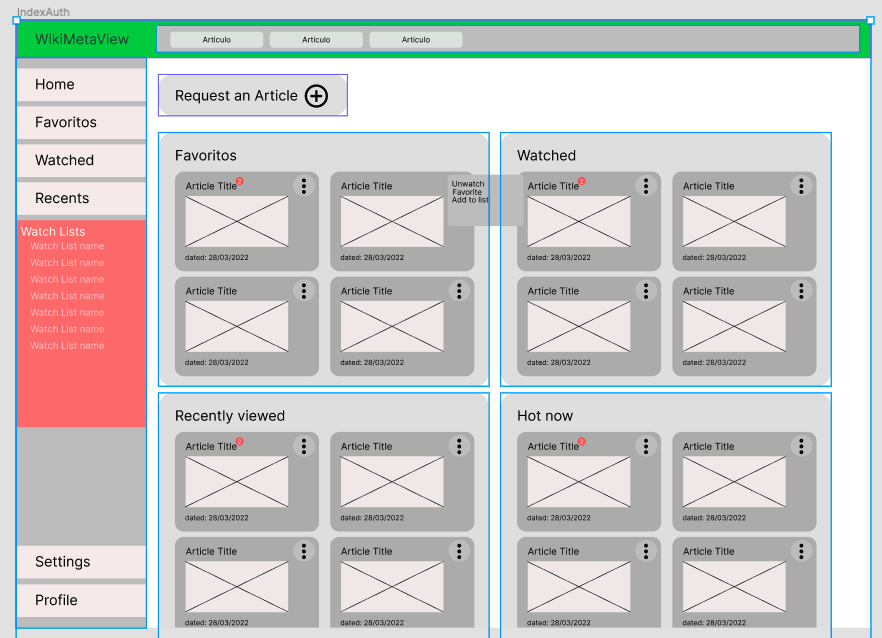 IndexAuth
WikiMetaView
Articulo
Articulo
Articulo
Home
Favoritos
Watched
Recents
Watch Lists
Watch List name
Watch List name
Watch List name
Watch List name
Watch List name
Watch List name
Watch List name
Settings
Profile
Request an Article
Favoritos
Article Title 2
Article Title
dated: 28/03/2022
dated: 28/03/2022
Unwatch
Favorite
Add to list
Article Title
Article Title
dated: 28/03/2022
dated: 28/03/2022
Watched
Article Title 2
Article Title
dated: 28/03/2022
dated: 28/03/2022
Article Title
Article Title
dated: 28/03/2022
dated: 28/03/2022
Recently viewed
Article Title 2
Article Title
dated: 28/03/2022
dated: 28/03/2022
Article Title
Article Title
dated: 28/03/2022
dated: 28/03/2022
Hot now
Article Title 2
Article Title
dated: 28/03/2022
dated: 28/03/2022
Article Title
Article Title
dated: 28/03/2022
dated: 28/03/2022